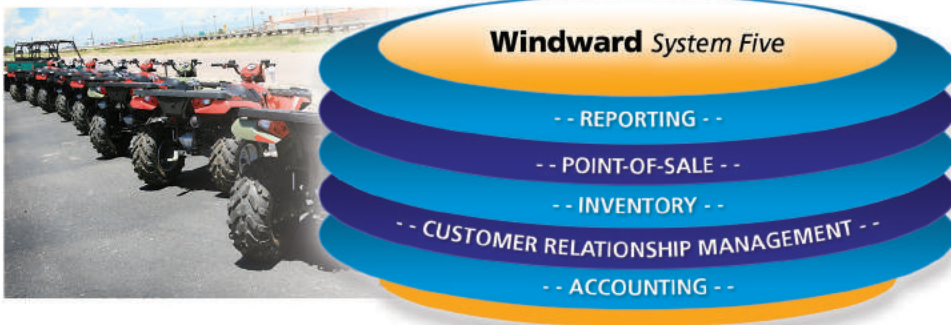 Windward System Five
- - REPORTING - -
- - POINT-OF-SALE - -
- - INVENTORY - -
- - CUSTOMER RELATIONSHIP MANAGEMENT - -
- - ACCOUNTING - -